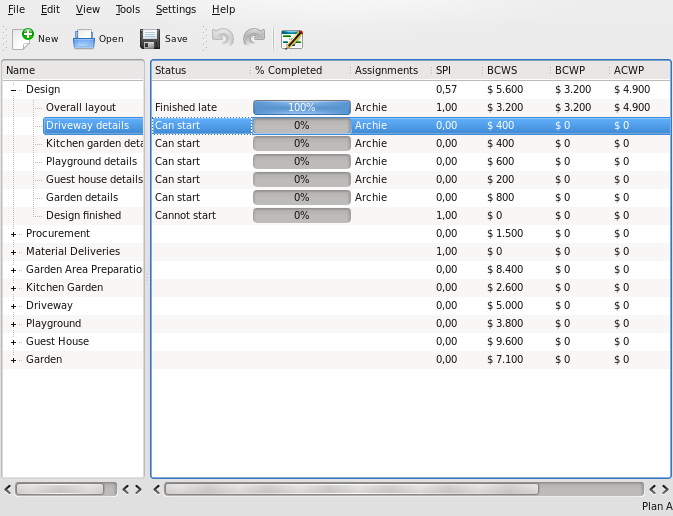 File Edit View Tools Settings Help
New Open Save
Name Status % Completed Assignments SPI BCWS BCWP ACWP
Design 0,57 $ 5.600 $ 3.200 $ 4.900
Overall layout Finished late 100% Archie 1,00 $ 3.200 $ 3.200 $ 4.900
Driveway details Can start 0% Archie 0,00 $ 400 $ 0 $ 0
Kitchen garden deta Can start 0% Archie 0,00 $ 400 $ 0 $ 0
Playground details Can start 0% Archie 0,00 $ 600 $ 0 $ 0
Guest house details Can start 0% Archie 0,00 $ 200 $ 0 $ 0
Garden details Can start 0% Archie 0,00 $ 800 $ 0 $ 0
Design finished Cannot start 0% 1,00 $ 0 $ 0 $ 0
Procurement 0,00 $ 1.500 $ 0 $ 0
Material Deliveries 1,00 $ 0 $ 0 $ 0
Garden Area Preparatio 0,00 $ 8.400 $ 0 $ 0
Kitchen Garden 0,00 $ 2.600 $ 0 $ 0
Driveway 0,00 $ 5.000 $ 0 $ 0
Playground 0,00 $ 3.800 $ 0 $ 0
Guest House 0,00 $ 9.600 $ 0 $ 0
Garden 0,00 $ 7.100 $ 0 $ 0
Plan A